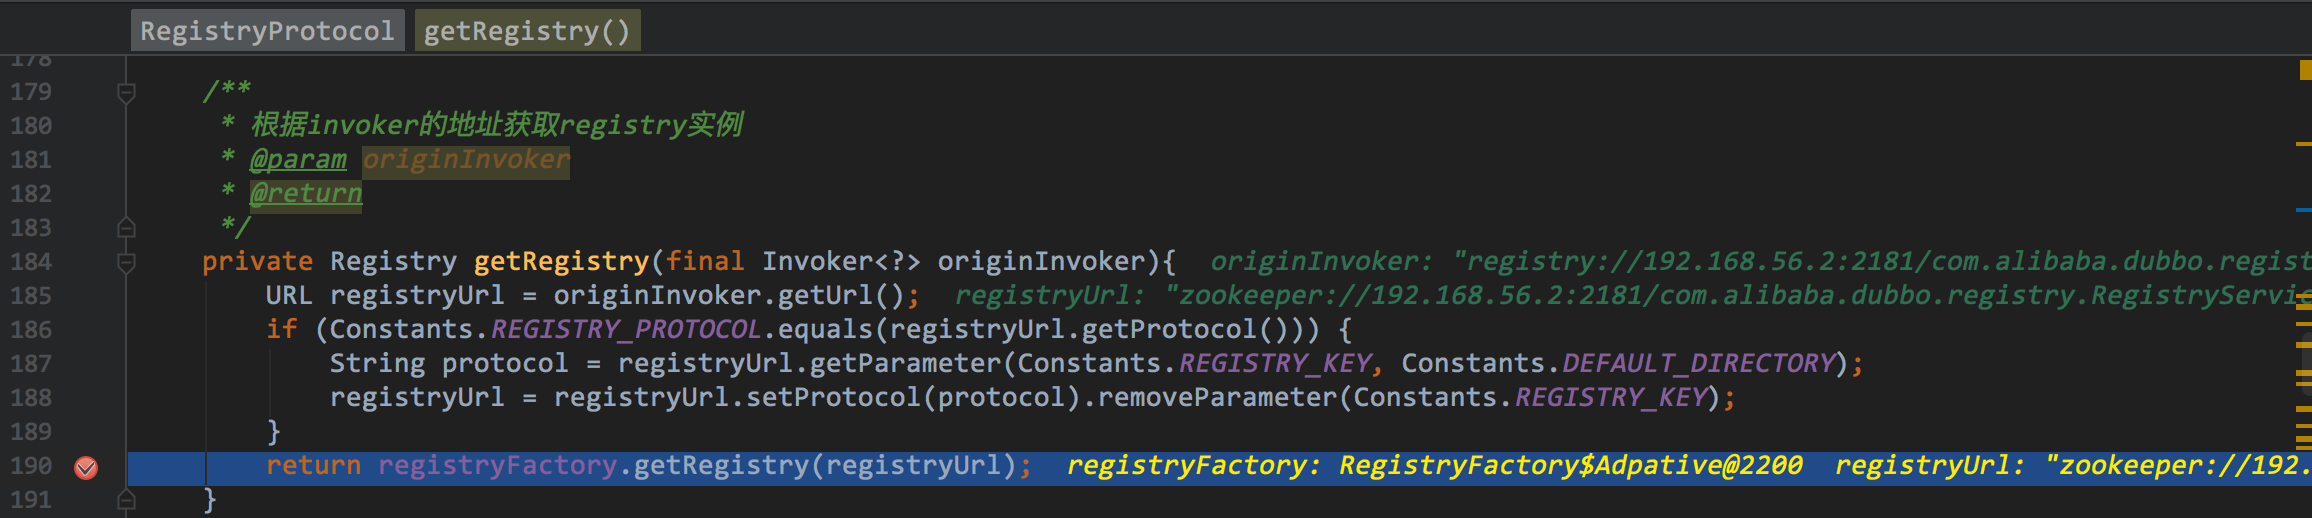 RegistryProtocol getRegistry()
178
179 /**
180 * 根据invoker的地址获取registry实例
181 * @param originInvoker
182 * @return
183 */
184 private Registry getRegistry(final Invoker<?> originInvoker){ originInvoker: "registry://192.168.56.2:2181/com.alibaba.dubbo.regist
185 URL registryUrl = originInvoker.getUrl(); registryUrl: "zookeeper://192.168.56.2:2181/com.alibaba.dubbo.registry.RegistryServic
186 if (Constants.REGISTRY_PROTOCOL.equals(registryUrl.getProtocol())) {
187 String protocol = registryUrl.getParameter(Constants.REGISTRY_KEY, Constants.DEFAULT_DIRECTORY);
188 registryUrl = registryUrl.setProtocol(protocol).removeParameter(Constants.REGISTRY_KEY);
189 }
190 return registryFactory.getRegistry(registryUrl); registryFactory: RegistryFactory$Adpative@2200 registryUrl: "zookeeper://192.
191 }